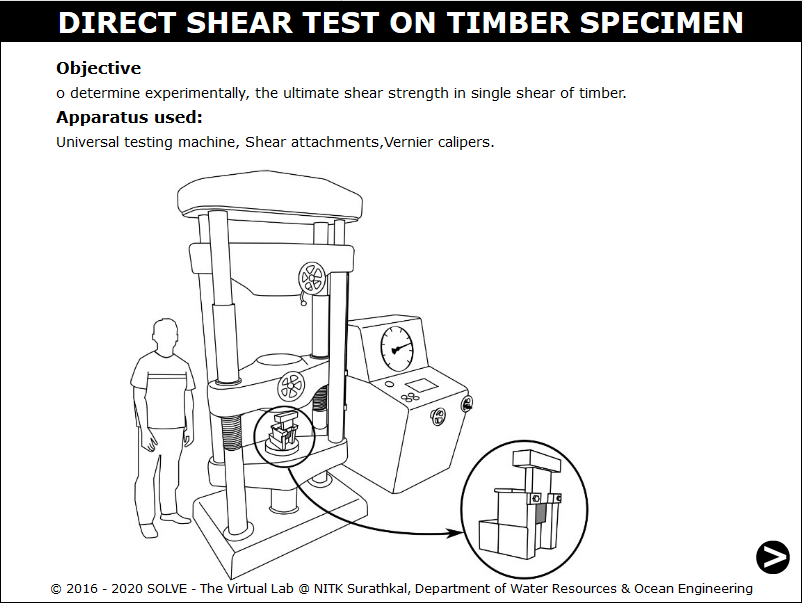 DIRECT SHEAR TEST ON TIMBER SPECIMEN
Objective
o determine experimentally, the ultimate shear strength in single shear of timber.
Apparatus used:
Universal testing machine, Shear attachments,Vernier calipers.
© 2016 - 2020 SOLVE - The Virtual Lab @ NITK Surathkal, Department of Water Resources & Ocean Engineering